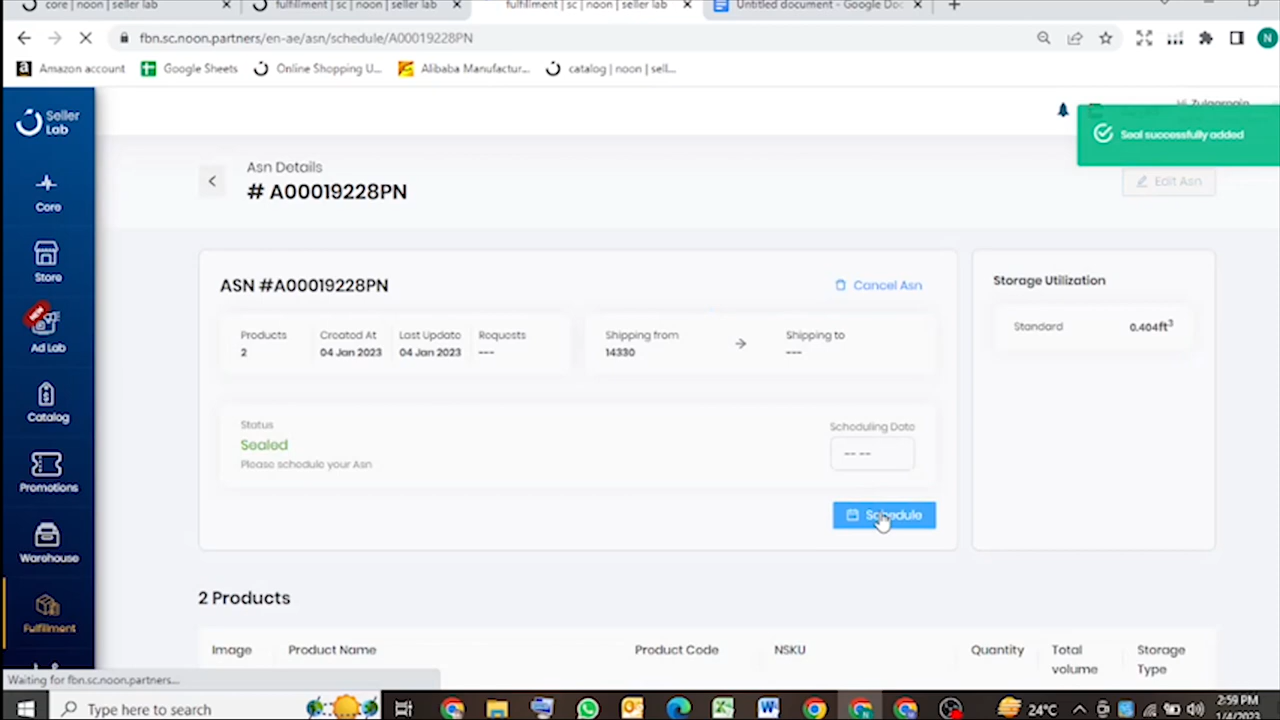 core | noon | seller lab
fulfillment | sc | noon | seller lab
fulfillment | sc | noon | seller lab
Untitled document - Google Doc
fbn.sc.noon.partners/en-ae/asn/schedule/A00019228PN
N
Amazon account
Google Sheets
Online Shopping U...
Alibaba Manufactur...
catalog | noon | sell...
Seller
Lab
Seal successfully added
Asn Details
# A00019228PN
Edit Asn
Core
Store
NEW
Ad Lab
Catalog
Promotions
Warehouse
Fulfillment
ASN #A00019228PN
Cancel Asn
Products
2
Created At
04 Jan 2023
Last Update
04 Jan 2023
Requests
---
Shipping from
14330
Shipping to
---
Status
Sealed
Please schedule your Asn
Scheduling Date
-- --
Schedule
Storage Utilization
Standard
0.404ft³
2 Products
Image
Product Name
Product Code
NSKU
Quantity
Total
volume
Storage
Type
Waiting for fbn.sc.noon.partners...
Type here to search
24°C
2:59 PM
1/4/2023